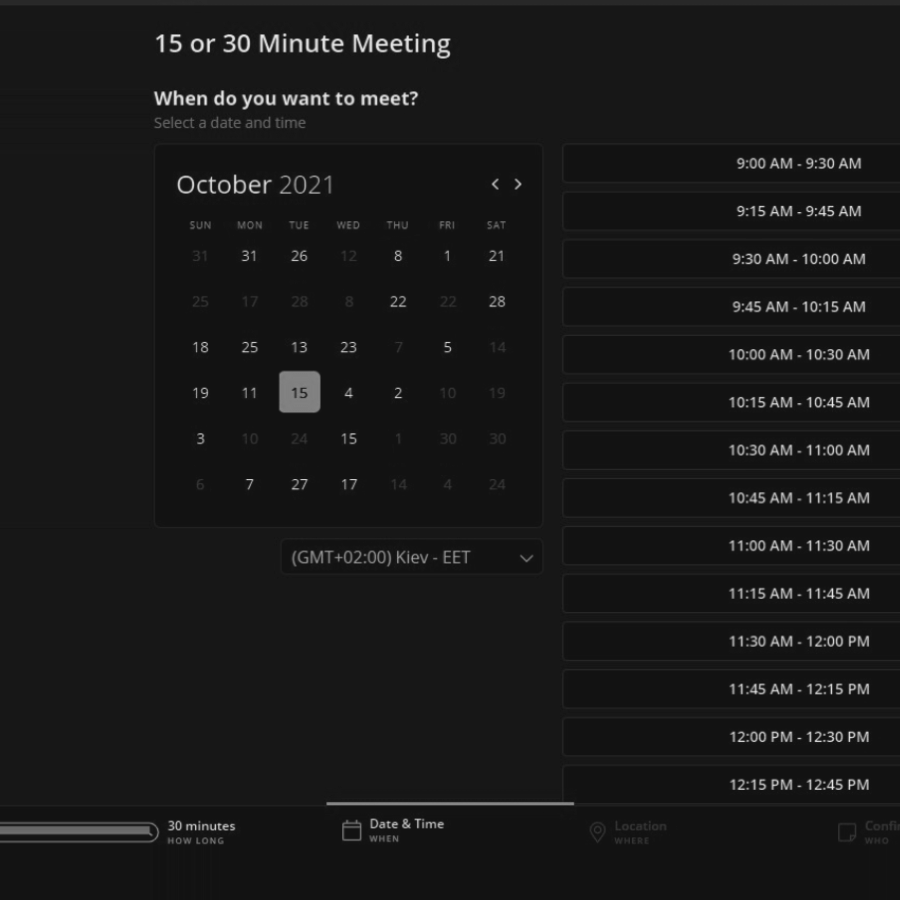 15 or 30 Minute Meeting
When do you want to meet?
Select a date and time
October 2021
SUN MON TUE WED THU FRI SAT
31 31 26 12 8 1 21
25 17 28 8 22 22 28
18 25 13 23 7 5 14
19 11 15 4 2 10 19
3 10 24 15 1 30 30
6 7 27 17 14 4 24
(GMT+02:00) Kiev - EET
9:00 AM - 9:30 AM
9:15 AM - 9:45 AM
9:30 AM - 10:00 AM
9:45 AM - 10:15 AM
10:00 AM - 10:30 AM
10:15 AM - 10:45 AM
10:30 AM - 11:00 AM
10:45 AM - 11:15 AM
11:00 AM - 11:30 AM
11:15 AM - 11:45 AM
11:30 AM - 12:00 PM
11:45 AM - 12:15 PM
12:00 PM - 12:30 PM
12:15 PM - 12:45 PM
30 minutes
HOW LONG
Date & Time
WHEN
Location
WHERE
Confi
WHO